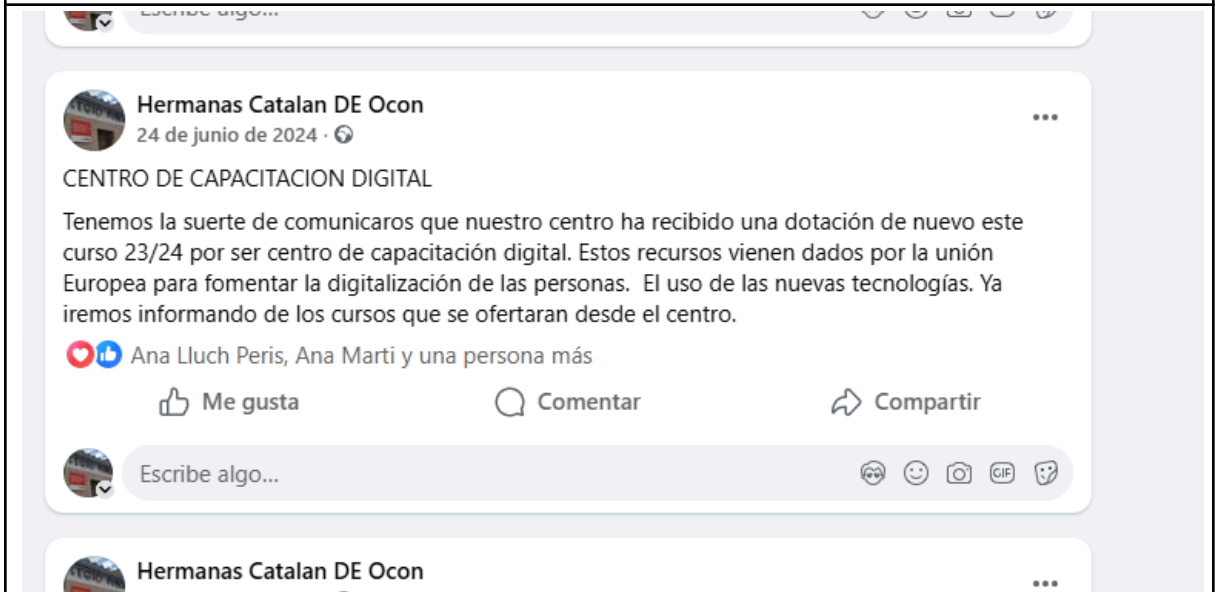 Escribe algo...
Hermanas Catalan DE Ocon
24 de junio de 2024 ·
CENTRO DE CAPACITACION DIGITAL
Tenemos la suerte de comunicaros que nuestro centro ha recibido una dotación de nuevo este
curso 23/24 por ser centro de capacitación digital. Estos recursos vienen dados por la unión
Europea para fomentar la digitalización de las personas.  El uso de las nuevas tecnologías. Ya
iremos informando de los cursos que se ofertaran desde el centro.
Ana Lluch Peris, Ana Marti y una persona más
Me gusta Comentar Compartir
Escribe algo... GIF
Hermanas Catalan DE Ocon